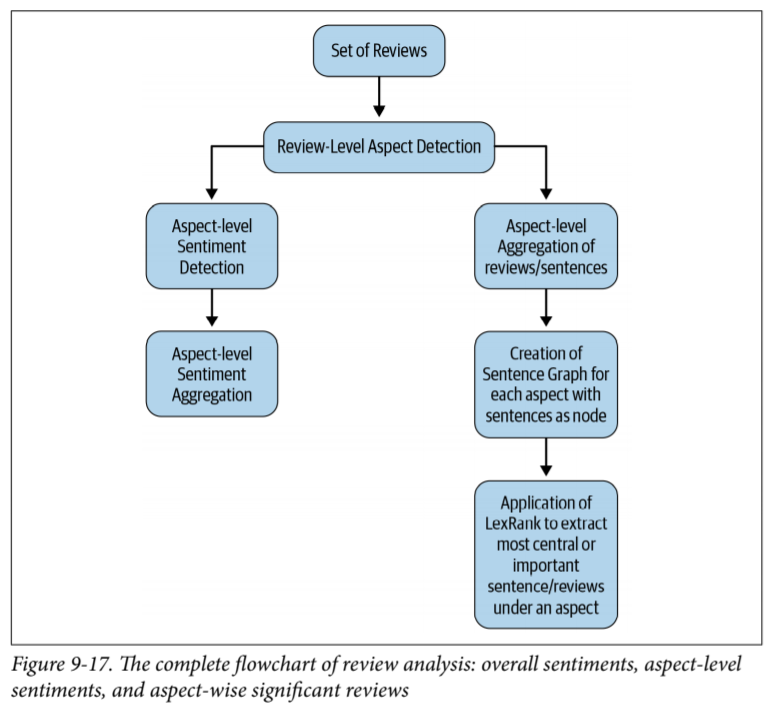 Set of Reviews
Review-Level Aspect Detection
Aspect-level
Sentiment
Detection
Aspect-level
Aggregation of
reviews/sentences
Aspect-level
Sentiment
Aggregation
Creation of
Sentence Graph for
each aspect with
sentences as node
Application of
LexRank to extract
most central or
important
sentence/reviews
under an aspect
Figure 9-17. The complete flowchart of review analysis: overall sentiments, aspect-level
sentiments, and aspect-wise significant reviews